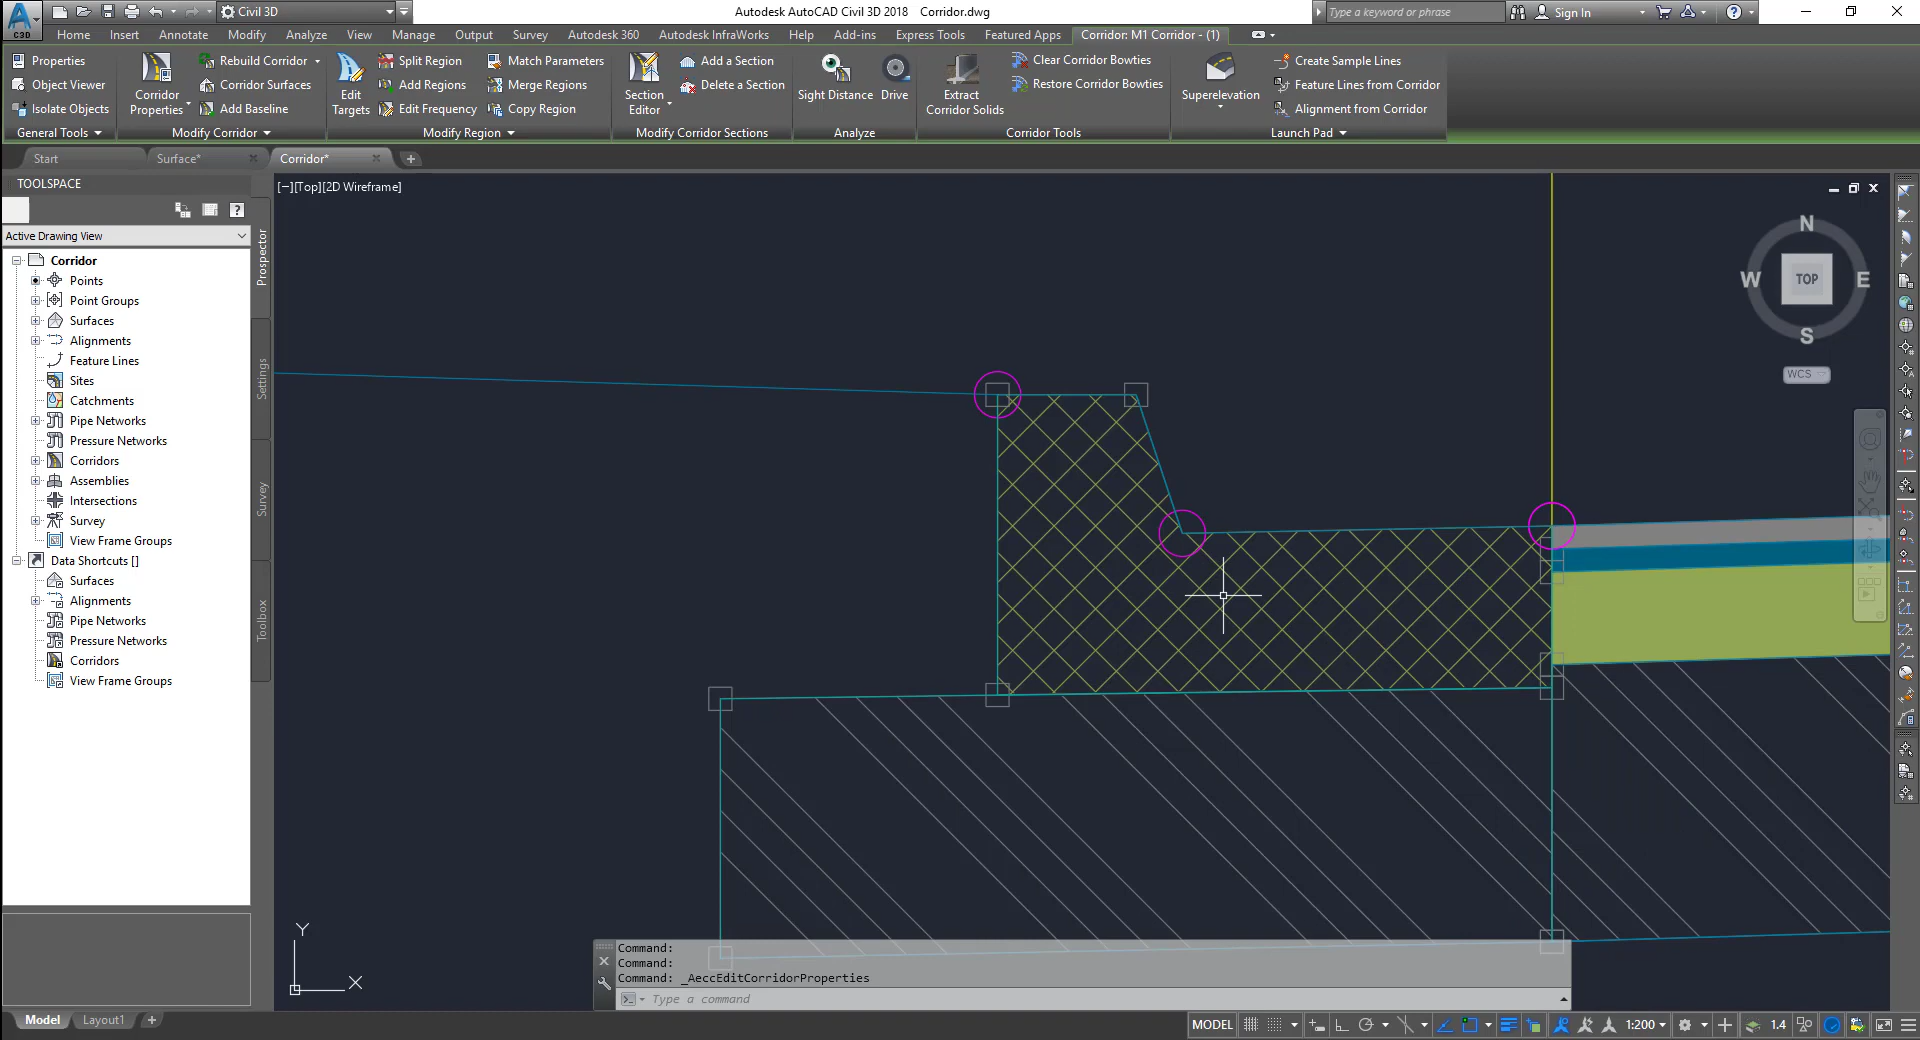 C3D
Civil 3D
Autodesk AutoCAD Civil 3D 2018 Corridor.dwg
Type a keyword or phrase
Sign In
Home Insert Annotate Modify Analyze View Manage Output Survey Autodesk 360 Autodesk InfraWorks Help Add-ins Express Tools Featured Apps Corridor: M1 Corridor - (1)
Properties
Object Viewer
Isolate Objects
General Tools
Corridor Properties
Rebuild Corridor
Corridor Surfaces
Add Baseline
Modify Corridor
Edit Targets
Split Region
Add Regions
Edit Frequency
Match Parameters
Merge Regions
Copy Region
Modify Region
Section Editor
Add a Section
Delete a Section
Modify Corridor Sections
Sight Distance
Drive
Analyze
Extract Corridor Solids
Clear Corridor Bowties
Restore Corridor Bowties
Corridor Tools
Superelevation
Create Sample Lines
Feature Lines from Corridor
Alignment from Corridor
Launch Pad
Start
Surface*
Corridor*
TOOLSPACE
[−][Top][2D Wireframe]
Active Drawing View
Corridor
Points
Point Groups
Surfaces
Alignments
Feature Lines
Sites
Catchments
Pipe Networks
Pressure Networks
Corridors
Assemblies
Intersections
Survey
View Frame Groups
Data Shortcuts []
Surfaces
Alignments
Pipe Networks
Pressure Networks
Corridors
View Frame Groups
Prospector
Settings
Survey
Toolbox
N
W
TOP
E
S
WCS
Y
X
Command:
Command:
Command: _AeccEditCorridorProperties
Type a command
Model
Layout1
MODEL
1:200
1.4